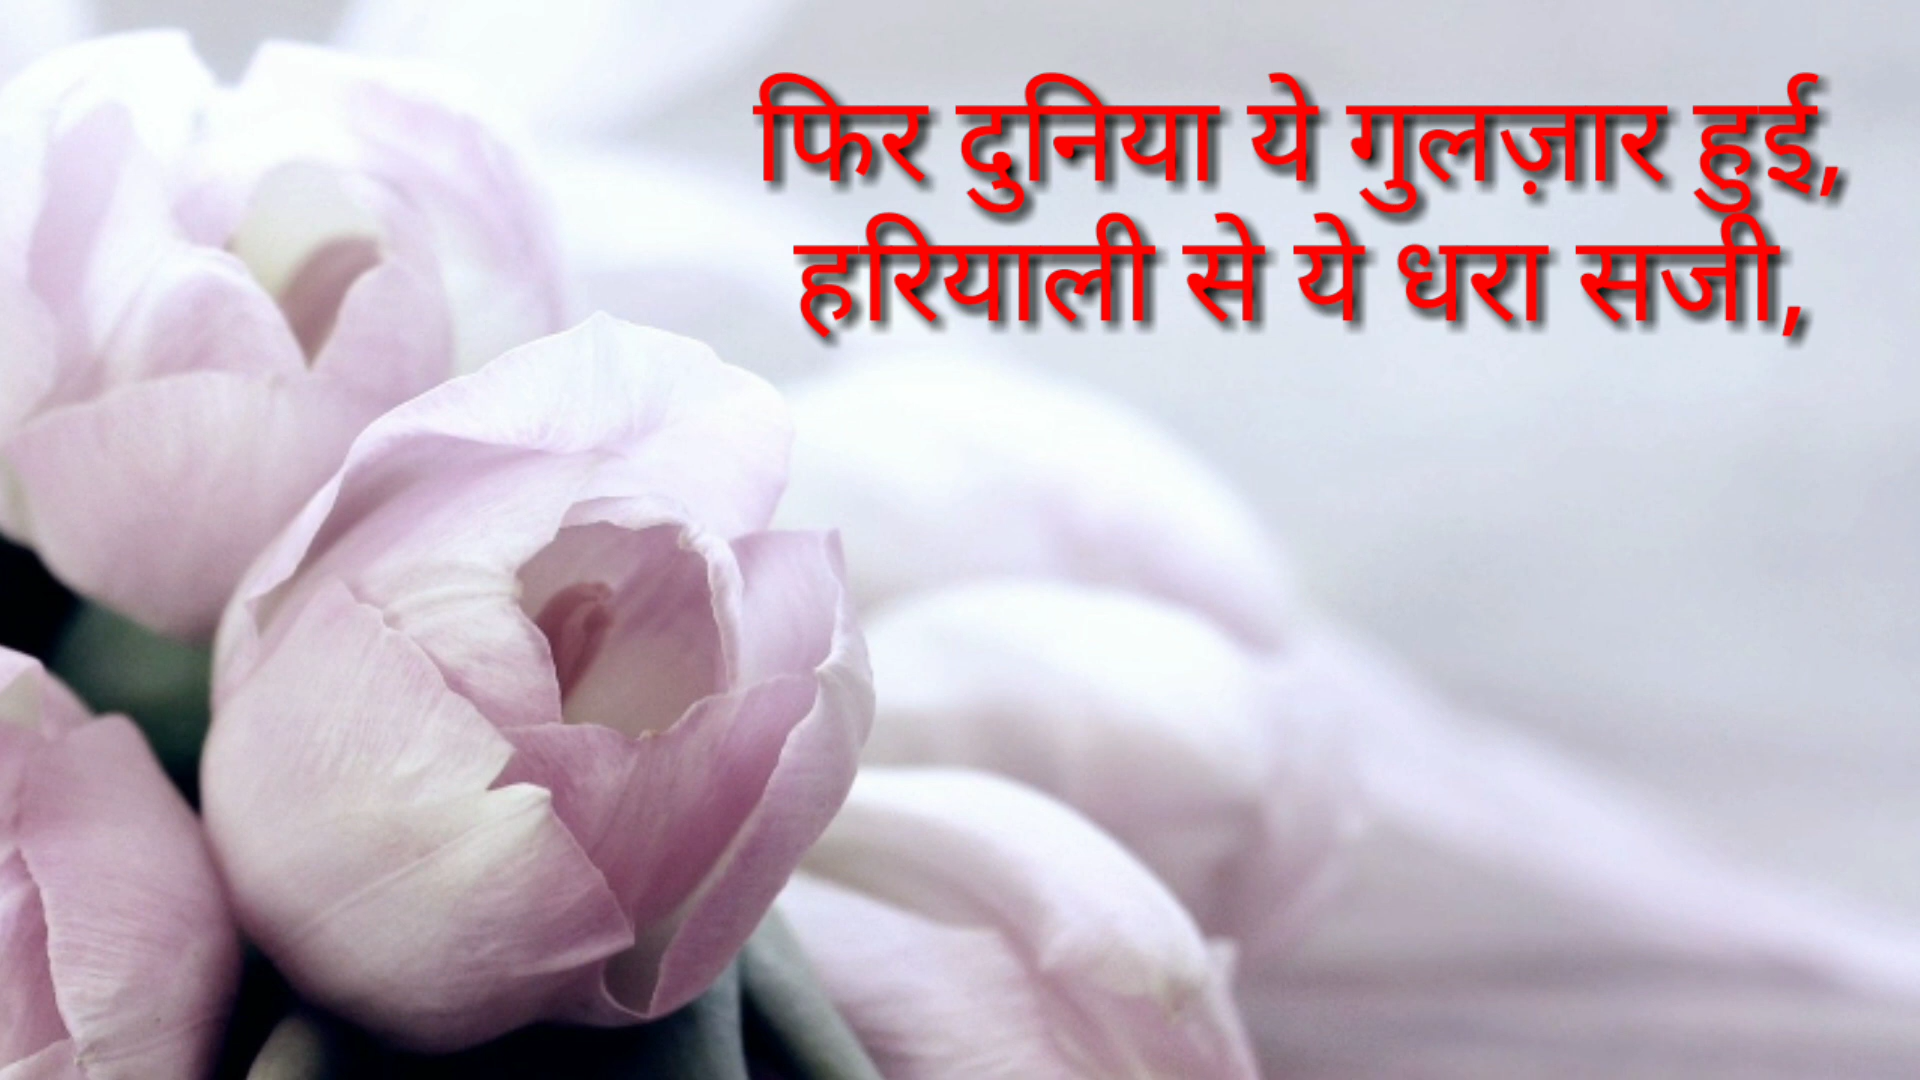 फिर दुनिया ये गुलज़ार हुई,
हरियाली से ये धरा सजी,